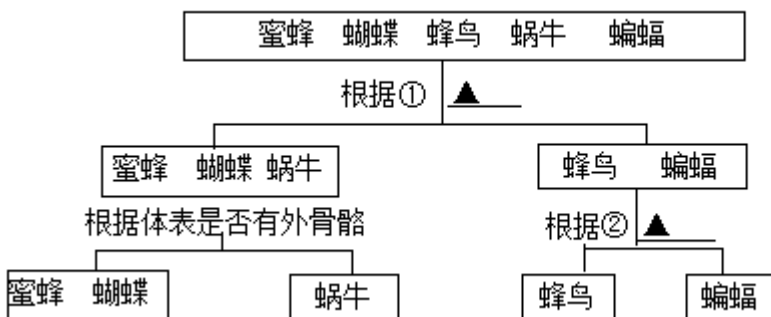 蜜蜂 蝴蝶 蜂鸟 蜗牛 蝙蝠
根据① ▲
蜜蜂 蝴蝶 蜗牛
蜂鸟 蝙蝠
根据体表是否有外骨骼
根据② ▲
蜜蜂 蝴蝶
蜗牛
蜂鸟
蝙蝠